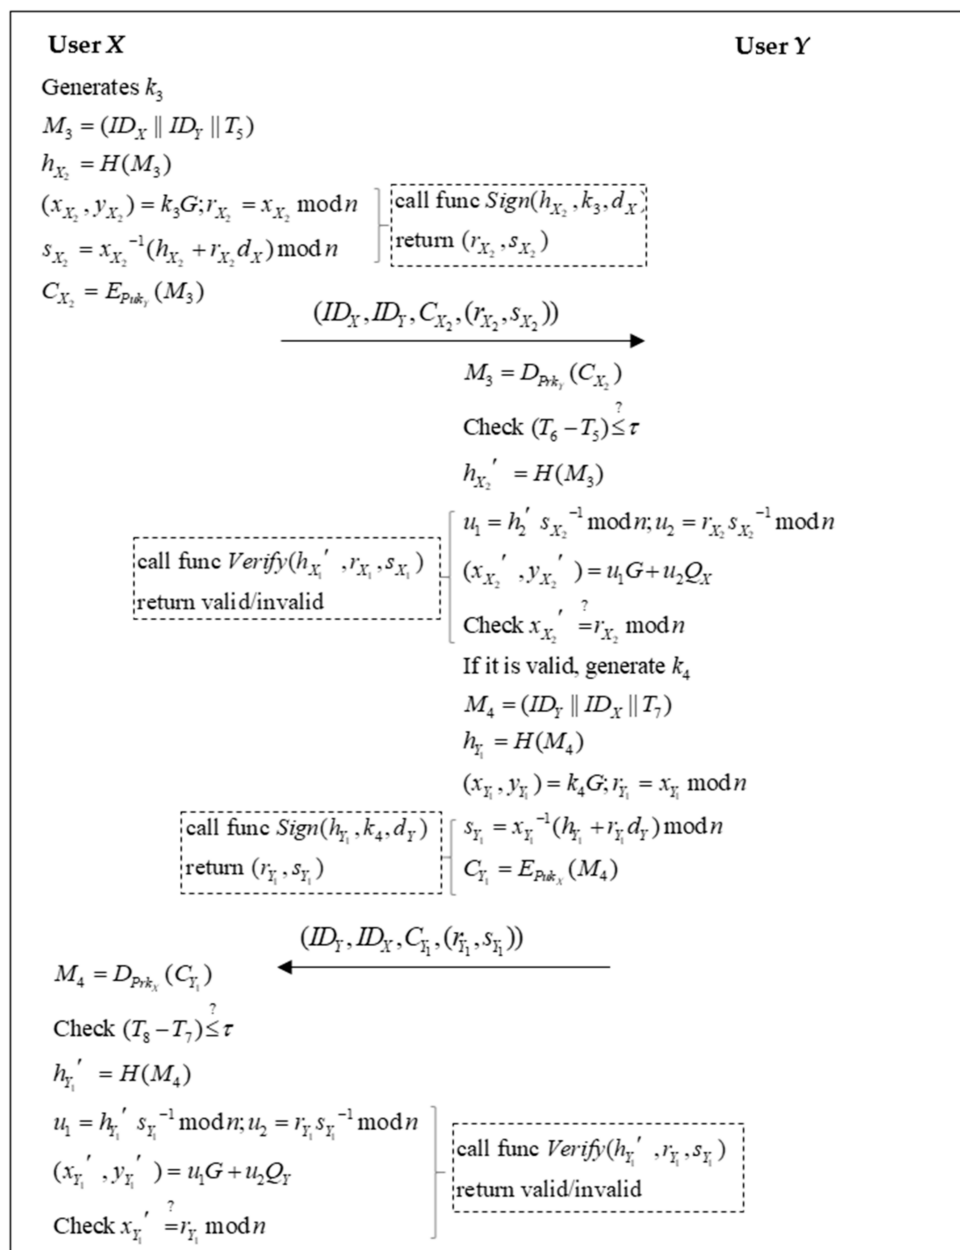 User X
User Y
Generates k₃
M₃ = (ID_X || ID_Y || T₅)
h_{X₂} = H(M₃)
(x_{X₂}, y_{X₂}) = k₃G; r_{X₂} = x_{X₂} mod n
s_{X₂} = x_{X₂}⁻¹(h_{X₂} + r_{X₂}d_X) mod n
call func Sign(h_{X₂}, k₃, d_X)
return (r_{X₂}, s_{X₂})
C_{X₂} = E_{Puk_Y}(M₃)
(ID_X, ID_Y, C_{X₂}, (r_{X₂}, s_{X₂}))
M₃ = D_{Prk_Y}(C_{X₂})
Check (T₆ − T₅) ≤? τ
h_{X₂}′ = H(M₃)
u₁ = h₂′ s_{X₂}⁻¹ mod n; u₂ = r_{X₂} s_{X₂}⁻¹ mod n
(x_{X₂}′, y_{X₂}′) = u₁G + u₂Q_X
Check x_{X₂}′ =? r_{X₂} mod n
call func Verify(h_{X₁}′, r_{X₁}, s_{X₁})
return valid/invalid
If it is valid, generate k₄
M₄ = (ID_Y || ID_X || T₇)
h_{Y₁} = H(M₄)
(x_{Y₁}, y_{Y₁}) = k₄G; r_{Y₁} = x_{Y₁} mod n
s_{Y₁} = x_{Y₁}⁻¹(h_{Y₁} + r_{Y₁}d_Y) mod n
C_{Y₁} = E_{Puk_X}(M₄)
call func Sign(h_{Y₁}, k₄, d_Y)
return (r_{Y₁}, s_{Y₁})
(ID_Y, ID_X, C_{Y₁}, (r_{Y₁}, s_{Y₁}))
M₄ = D_{Prk_X}(C_{Y₁})
Check (T₈ − T₇) ≤? τ
h_{Y₁}′ = H(M₄)
u₁ = h_{Y₁}′ s_{Y₁}⁻¹ mod n; u₂ = r_{Y₁} s_{Y₁}⁻¹ mod n
(x_{Y₁}′, y_{Y₁}′) = u₁G + u₂Q_Y
Check x_{Y₁}′ =? r_{Y₁} mod n
call func Verify(h_{Y₁}′, r_{Y₁}, s_{Y₁})
return valid/invalid